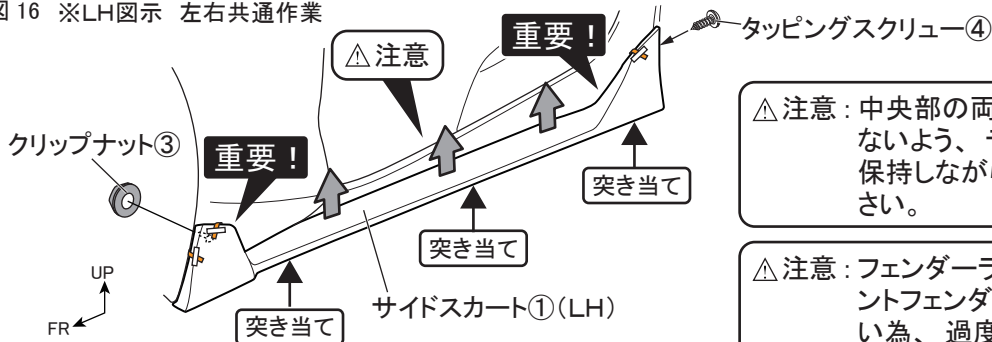 図 16 ※LH図示 左右共通作業
タッピングスクリュー④
重要！
⚠注意
クリップナット③
重要！
⚠注意：中央部の両
ないよう、
保持しなが
さい。
突き当て
突き当て
突き当て
サイドスカート①（LH）
UP
FR
⚠注意：フェンダーラ
ントフェンダ
い為、過度